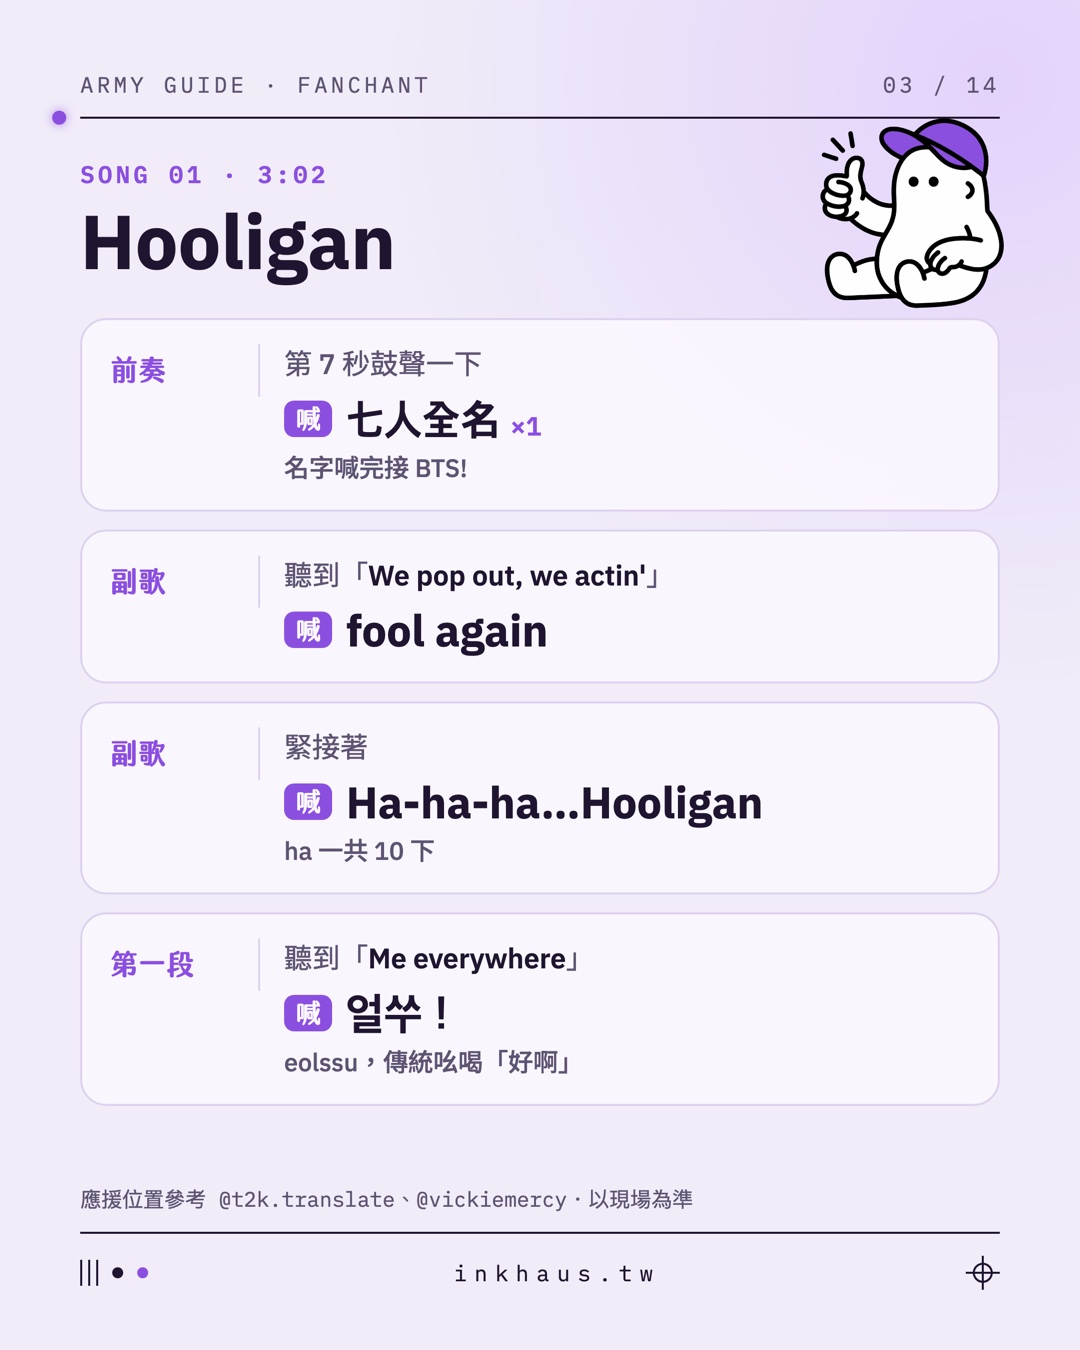 ARMY GUIDE · FANCHANT
03 / 14
SONG 01 · 3:02
Hooligan
前奏
第 7 秒鼓聲一下
喊 七人全名 ×1
名字喊完接 BTS!
副歌
聽到「We pop out, we actin'」
喊 fool again
副歌
緊接著
喊 Ha-ha-ha...Hooligan
ha 一共 10 下
第一段
聽到「Me everywhere」
喊 얼쑤！
eolssu，傳統吆喝「好啊」
應援位置參考 @t2k.translate、@vickiemercy · 以現場為準
inkhaus.tw